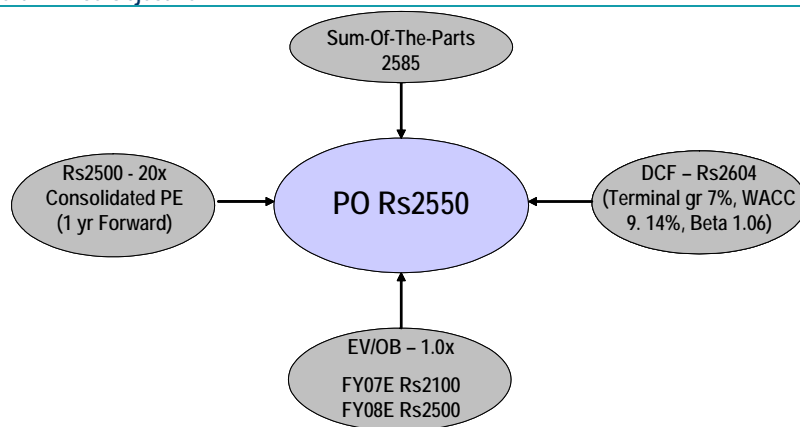 Sum-Of-The-Parts
2585
Rs2500 - 20x
Consolidated PE
(1 yr Forward)
PO Rs2550
DCF – Rs2604
(Terminal gr 7%, WACC
9. 14%, Beta 1.06)
EV/OB – 1.0x
FY07E Rs2100
FY08E Rs2500